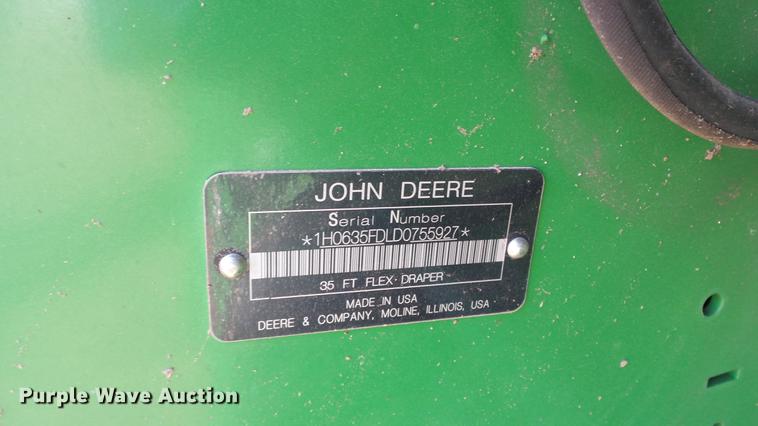 JOHN DEERE
Serial Number
*1H0635FDLD0755927*
35 FT FLEX-DRAPER
MADE IN USA
DEERE & COMPANY, MOLINE, ILLINOIS, USA
Purple Wave Auction